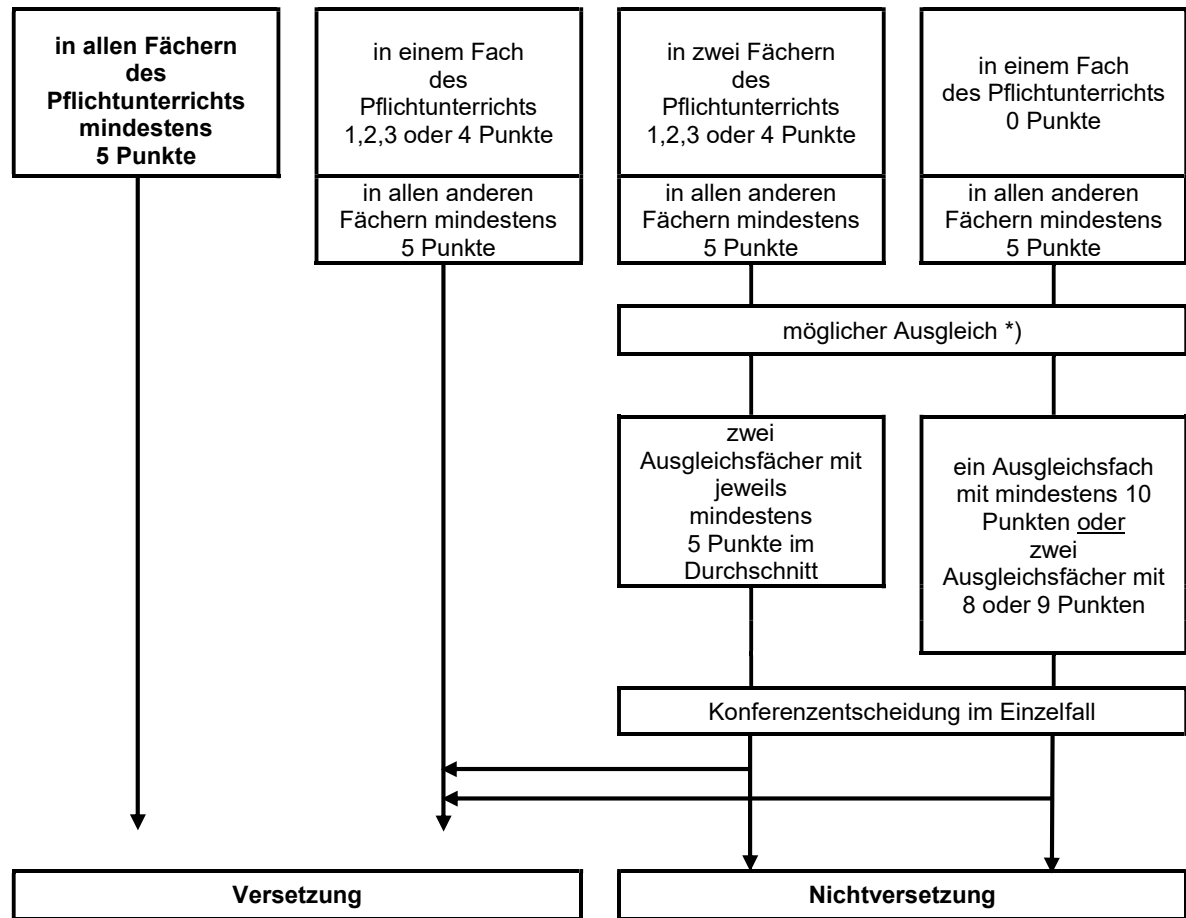 in allen Fächern
des
Pflichtunterrichts
mindestens
5 Punkte
in einem Fach
des
Pflichtunterrichts
1,2,3 oder 4 Punkte
in allen anderen
Fächern mindestens
5 Punkte
in zwei Fächern
des
Pflichtunterrichts
1,2,3 oder 4 Punkte
in allen anderen
Fächern mindestens
5 Punkte
in einem Fach
des Pflichtunterrichts
0 Punkte
in allen anderen
Fächern mindestens
5 Punkte
möglicher Ausgleich *)
zwei
Ausgleichsfächer mit
jeweils
mindestens
5 Punkte im
Durchschnitt
ein Ausgleichsfach
mit mindestens 10
Punkten oder
zwei
Ausgleichsfächer mit
8 oder 9 Punkten
Konferenzentscheidung im Einzelfall
Versetzung
Nichtversetzung